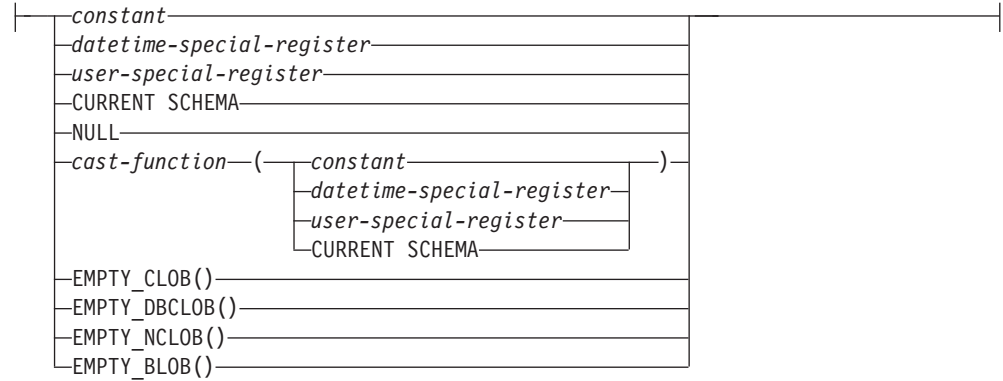 constant
datetime-special-register
user-special-register
CURRENT SCHEMA
NULL
cast-function ( constant )
datetime-special-register
user-special-register
CURRENT SCHEMA
EMPTY_CLOB()
EMPTY_DBCLOB()
EMPTY_NCLOB()
EMPTY_BLOB()